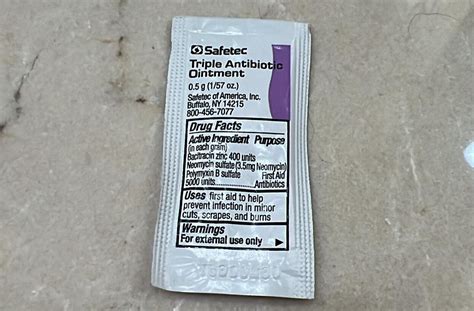 Safetec
Triple Antibiotic
Ointment
0.5 g (1/57 oz.)
Safetec of America, Inc.
Buffalo, NY 14215
800-456-7077
Drug Facts
Active Ingredient Purpose
(in each gram)
Bacitracin zinc 400 units
Neomycin sulfate (3.5mg Neomycin)
Polymyxin B sulfate First Aid
5000 units Antibiotics
Uses first aid to help
prevent infection in minor
cuts, scrapes, and burns
Warnings
For external use only